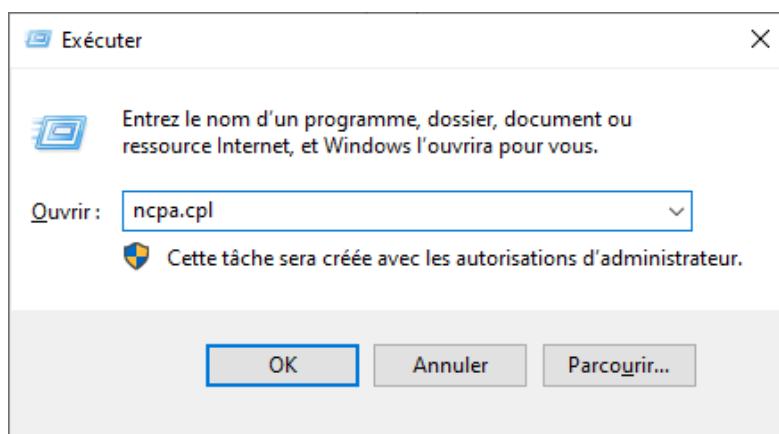 Exécuter
Entrez le nom d'un programme, dossier, document ou
ressource Internet, et Windows l'ouvrira pour vous.
Ouvrir : ncpa.cpl
Cette tâche sera créée avec les autorisations d'administrateur.
OK Annuler Parcourir...